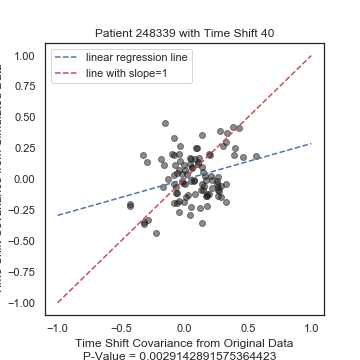 Patient 248339 with Time Shift 40
linear regression line
line with slope=1
1.00
0.75
0.50
0.25
0.00
−0.25
−0.50
−0.75
−1.00
−1.0
−0.5
0.0
0.5
1.0
Time Shift Covariance from Original Data
P-Value = 0.0029142891575364423